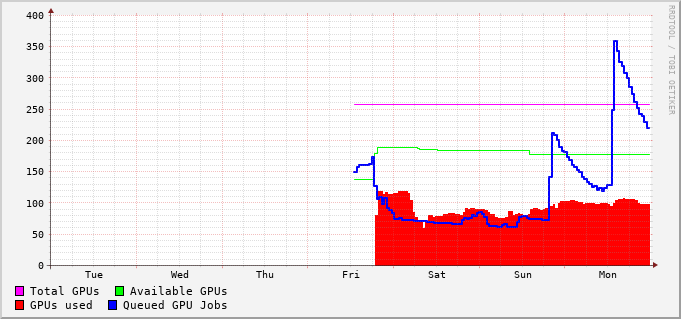 RRDTOOL / TOBI OETIKER
400
350
300
250
200
150
100
50
0
Tue Wed Thu Fri Sat Sun Mon
Total GPUs Available GPUs
GPUs used Queued GPU Jobs